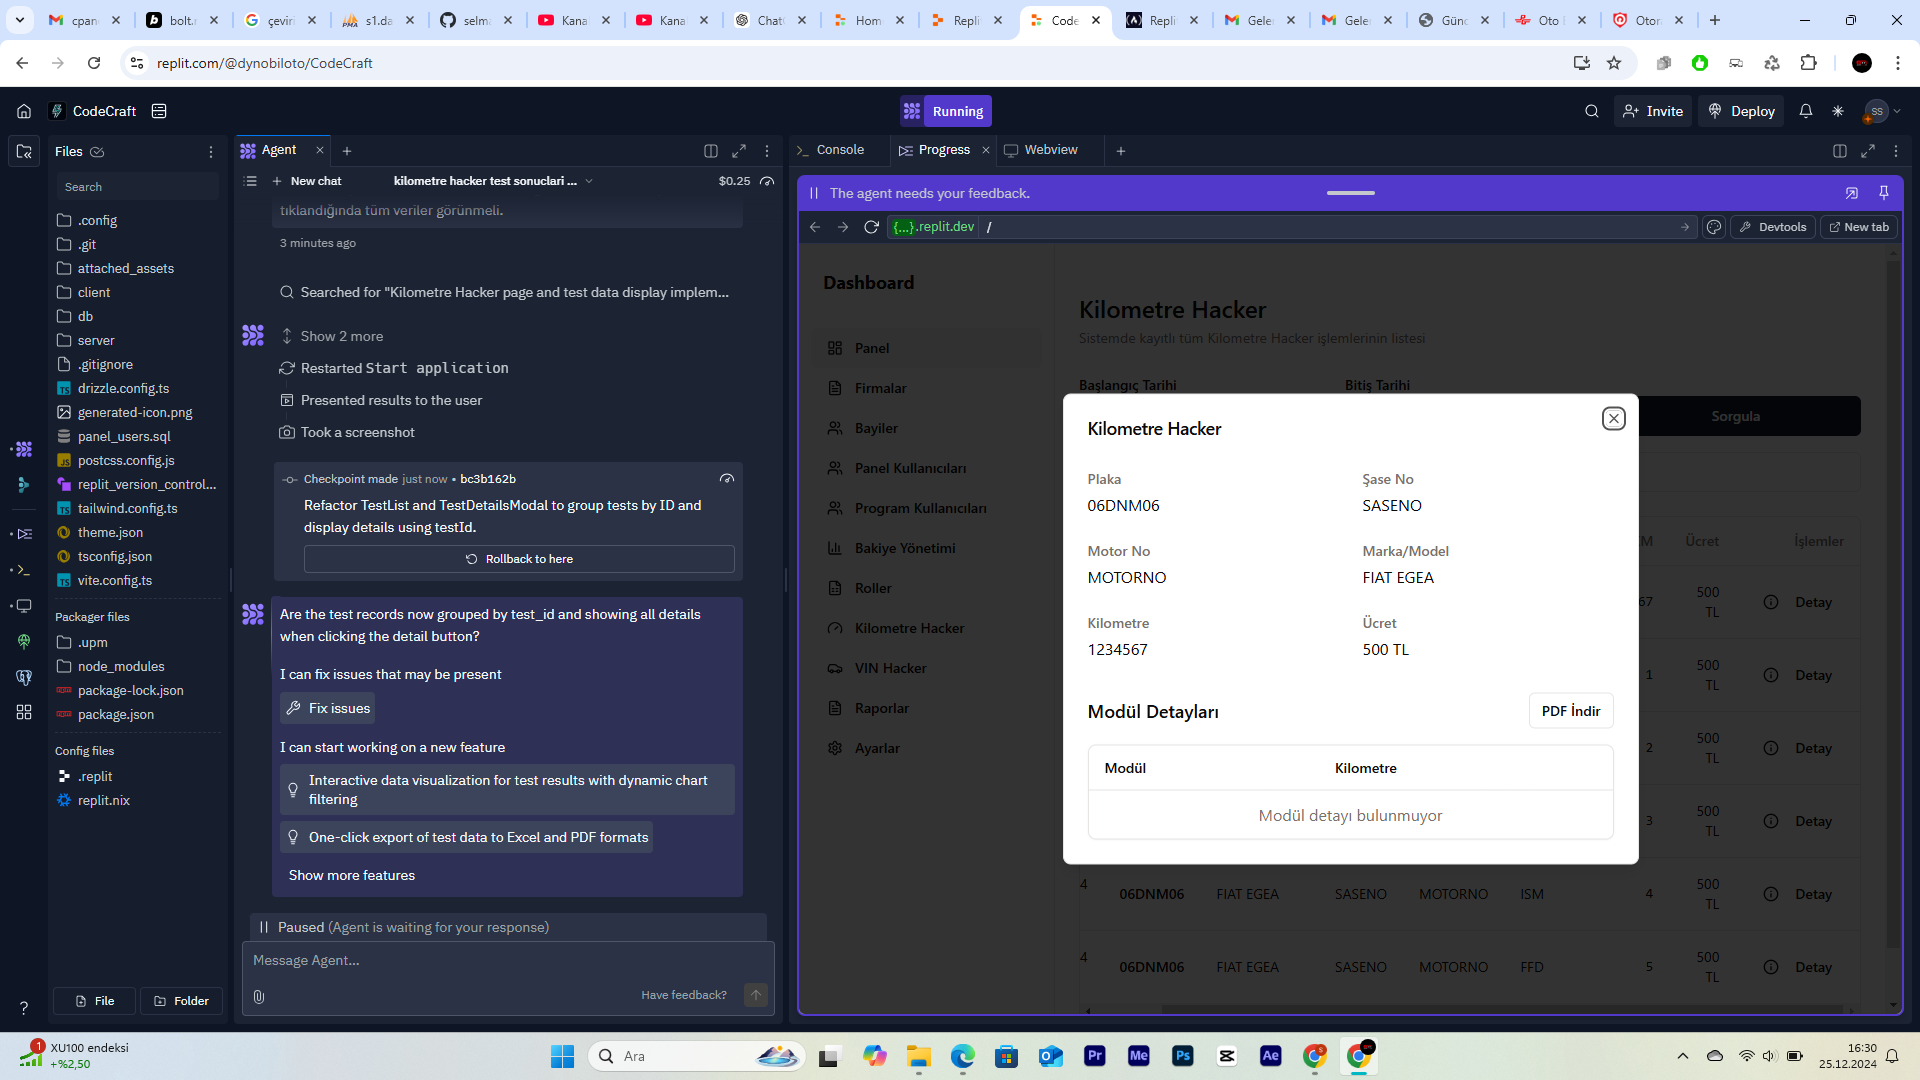 cpan
bolt.
çeviri
s1.da
selma
Kana
Kana
Chat
Hom
Repli
Code
Repli
Gele
Gele
Günc
Oto
Otor
replit.com/@dynobiloto/CodeCraft
CodeCraft
Running
Invite
Deploy
SS
Files
Search
.config
.git
attached_assets
client
db
server
.gitignore
drizzle.config.ts
generated-icon.png
panel_users.sql
postcss.config.js
replit_version_control...
tailwind.config.ts
theme.json
tsconfig.json
vite.config.ts
Packager files
.upm
node_modules
package-lock.json
package.json
Config files
.replit
replit.nix
File
Folder
Agent
New chat
kilometre hacker test sonuclari ...
$0.25
tıklandığında tüm veriler görünmeli.
3 minutes ago
Searched for "Kilometre Hacker page and test data display implem...
Show 2 more
Restarted Start application
Presented results to the user
Took a screenshot
Checkpoint made just now • bc3b162b
Refactor TestList and TestDetailsModal to group tests by ID and
display details using testId.
Rollback to here
Are the test records now grouped by test_id and showing all details
when clicking the detail button?
I can fix issues that may be present
Fix issues
I can start working on a new feature
Interactive data visualization for test results with dynamic chart
filtering
One-click export of test data to Excel and PDF formats
Show more features
Paused (Agent is waiting for your response)
Message Agent...
Have feedback?
Console
Progress
Webview
The agent needs your feedback.
{...}.replit.dev
/
Devtools
New tab
Dashboard
Panel
Firmalar
Bayiler
Panel Kullanıcıları
Program Kullanıcıları
Bakiye Yönetimi
Roller
Kilometre Hacker
VIN Hacker
Raporlar
Ayarlar
Kilometre Hacker
Sistemde kayıtlı tüm Kilometre Hacker işlemlerinin listesi
Başlangıç Tarihi
Bitiş Tarihi
Sorgula
Kilometre Hacker
Plaka
Şase No
06DNM06
SASENO
Motor No
Marka/Model
MOTORNO
FIAT EGEA
Kilometre
Ücret
1234567
500 TL
Modül Detayları
PDF İndir
Modül
Kilometre
Modül detayı bulunmuyor
M
Ücret
İşlemler
67
500
TL
Detay
1
500
TL
Detay
2
500
TL
Detay
3
500
TL
Detay
4
06DNM06
FIAT EGEA
SASENO
MOTORNO
ISM
4
500
TL
Detay
4
06DNM06
FIAT EGEA
SASENO
MOTORNO
FFD
5
500
TL
Detay
1
XU100 endeksi
+%2,50
Ara
Pr
Me
Ps
Ae
16:30
25.12.2024